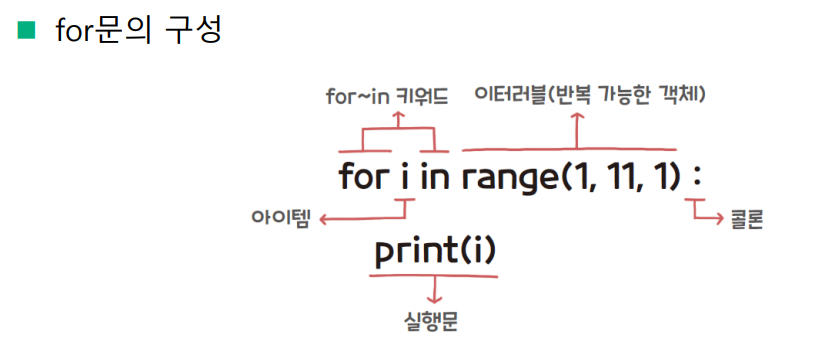 for문의 구성
for~in 키워드 이터러블(반복 가능한 객체)
for i in range(1, 11, 1) :
아이템 콜론
print(i)
실행문